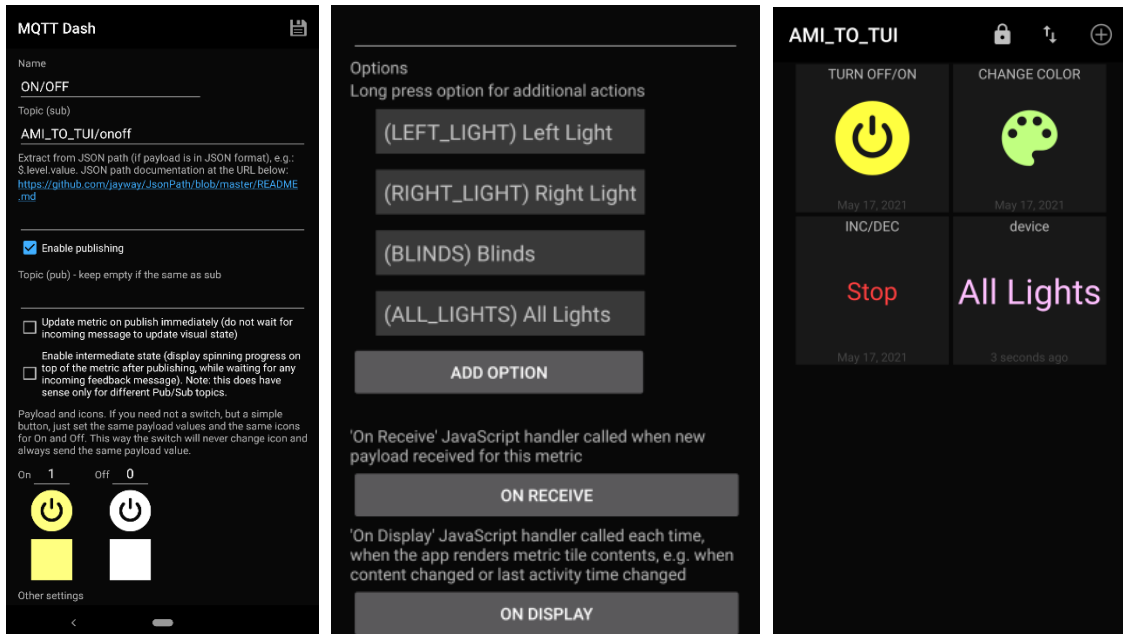 MQTT Dash
Name
ON/OFF
Topic (sub)
AMI_TO_TUI/onoff
Extract from JSON path (if payload is in JSON format), e.g.:
$.level.value. JSON path documentation at the URL below:
https://github.com/jayway/JsonPath/blob/master/README
.md
Enable publishing
Topic (pub) - keep empty if the same as sub
Update metric on publish immediately (do not wait for
incoming message to update visual state)
Enable intermediate state (display spinning progress on
top of the metric after publishing, while waiting for any
incoming feedback message). Note: this does have
sense only for different Pub/Sub topics.
Payload and icons. If you need not a switch, but a simple
button, just set the same payload values and the same icons
for On and Off. This way the switch will never change icon and
always send the same payload value.
On 1 Off 0
Other settings
Options
Long press option for additional actions
(LEFT_LIGHT) Left Light
(RIGHT_LIGHT) Right Light
(BLINDS) Blinds
(ALL_LIGHTS) All Lights
ADD OPTION
'On Receive' JavaScript handler called when new
payload received for this metric
ON RECEIVE
'On Display' JavaScript handler called each time,
when the app renders metric tile contents, e.g. when
content changed or last activity time changed
ON DISPLAY
AMI_TO_TUI
TURN OFF/ON
May 17, 2021
CHANGE COLOR
May 17, 2021
INC/DEC
Stop
May 17, 2021
device
All Lights
3 seconds ago